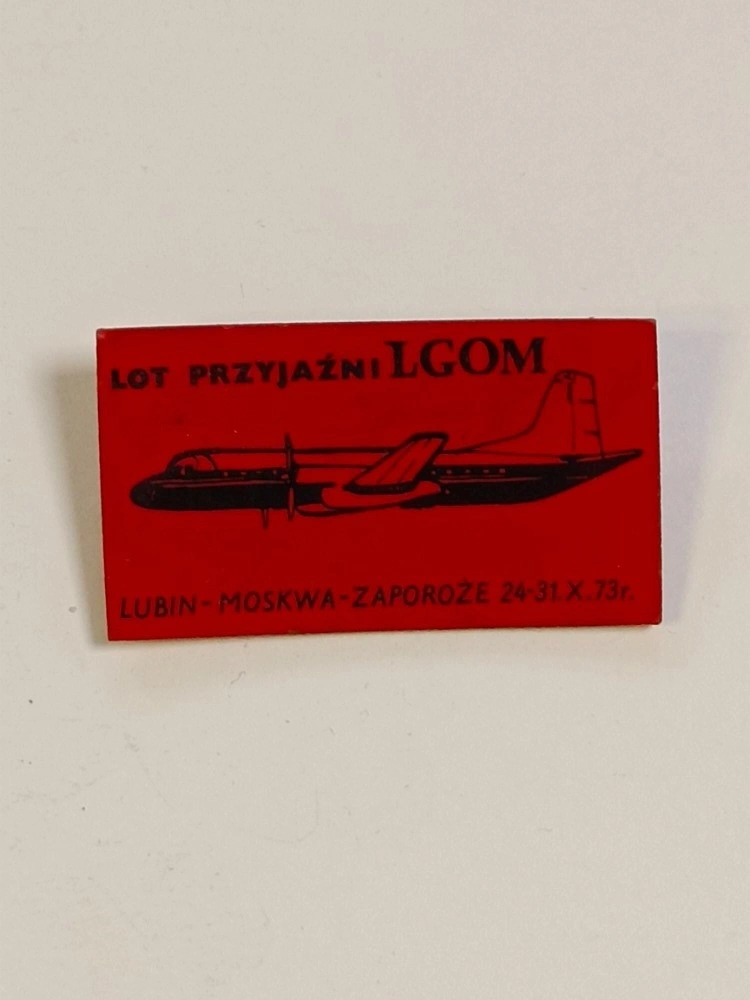 LOT PRZYJAŹNI LGOM
LUBIN-MOSKWA-ZAPOROŻE 24-31.X.73r.